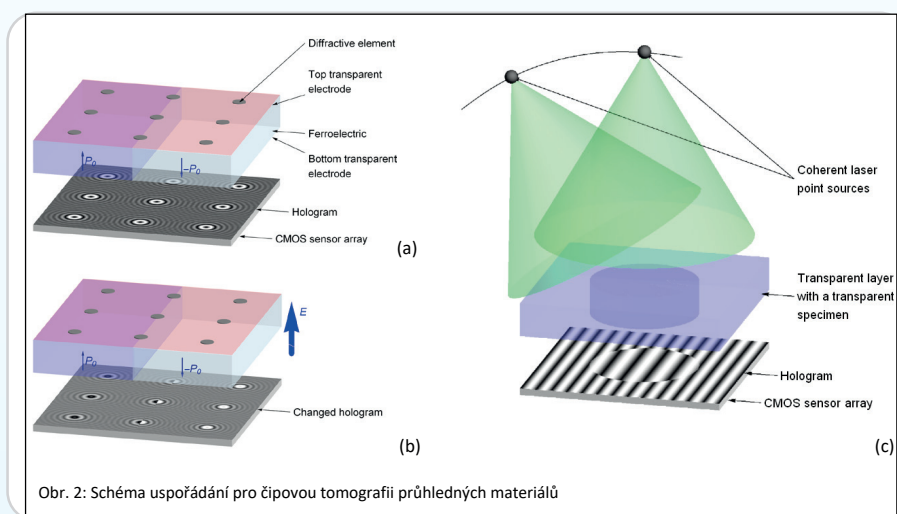 Diffractive element
Top transparent
electrode
Ferroelectric
Bottom transparent
electrode
P₀
–P₀
Hologram
CMOS sensor array
(a)
E
P₀
–P₀
Changed hologram
(b)
Coherent laser
point sources
Transparent layer
with a transparent
specimen
Hologram
CMOS sensor array
(c)
Obr. 2: Schéma uspořádání pro čipovou tomografii průhledných materiálů